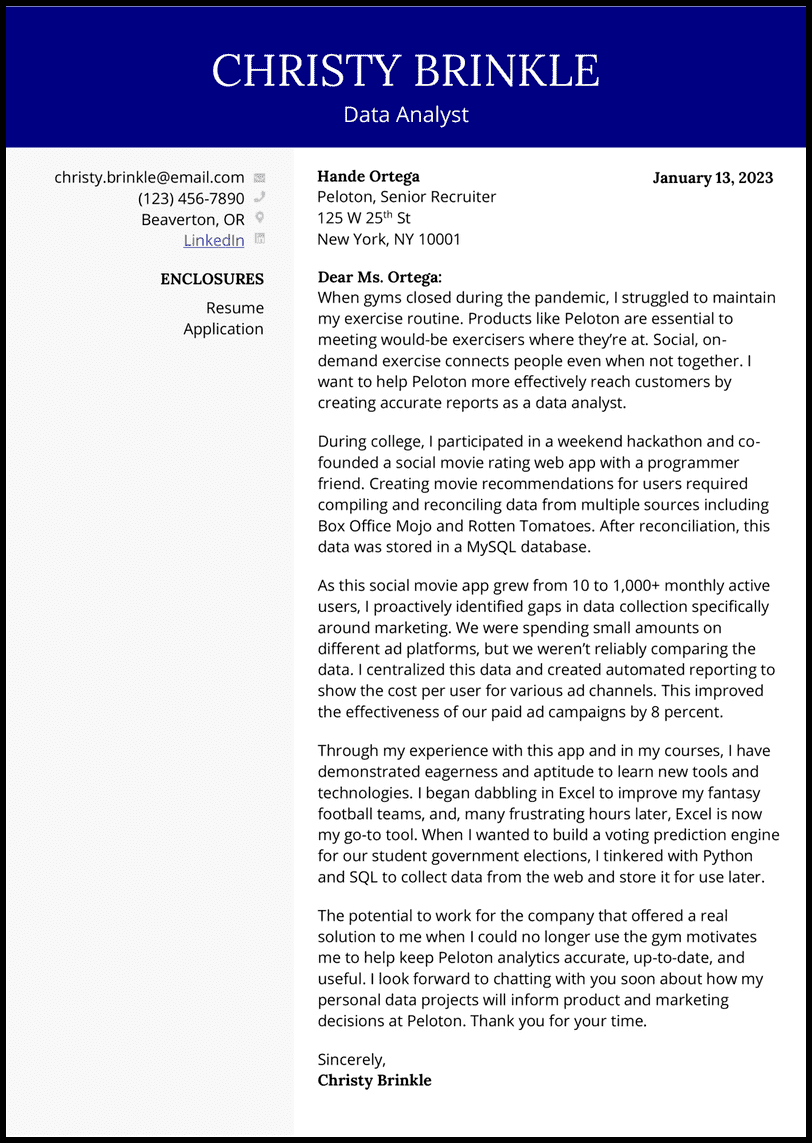 CHRISTY BRINKLE
Data Analyst
christy.brinkle@email.com
(123) 456-7890
Beaverton, OR
LinkedIn
ENCLOSURES
Resume
Application
Hande Ortega
January 13, 2023
Peloton, Senior Recruiter
125 W 25th St
New York, NY 10001
Dear Ms. Ortega:
When gyms closed during the pandemic, I struggled to maintain
my exercise routine. Products like Peloton are essential to
meeting would-be exercisers where they’re at. Social, on-
demand exercise connects people even when not together. I
want to help Peloton more effectively reach customers by
creating accurate reports as a data analyst.
During college, I participated in a weekend hackathon and co-
founded a social movie rating web app with a programmer
friend. Creating movie recommendations for users required
compiling and reconciling data from multiple sources including
Box Office Mojo and Rotten Tomatoes. After reconciliation, this
data was stored in a MySQL database.
As this social movie app grew from 10 to 1,000+ monthly active
users, I proactively identified gaps in data collection specifically
around marketing. We were spending small amounts on
different ad platforms, but we weren’t reliably comparing the
data. I centralized this data and created automated reporting to
show the cost per user for various ad channels. This improved
the effectiveness of our paid ad campaigns by 8 percent.
Through my experience with this app and in my courses, I have
demonstrated eagerness and aptitude to learn new tools and
technologies. I began dabbling in Excel to improve my fantasy
football teams, and, many frustrating hours later, Excel is now
my go-to tool. When I wanted to build a voting prediction engine
for our student government elections, I tinkered with Python
and SQL to collect data from the web and store it for use later.
The potential to work for the company that offered a real
solution to me when I could no longer use the gym motivates
me to help keep Peloton analytics accurate, up-to-date, and
useful. I look forward to chatting with you soon about how my
personal data projects will inform product and marketing
decisions at Peloton. Thank you for your time.
Sincerely,
Christy Brinkle